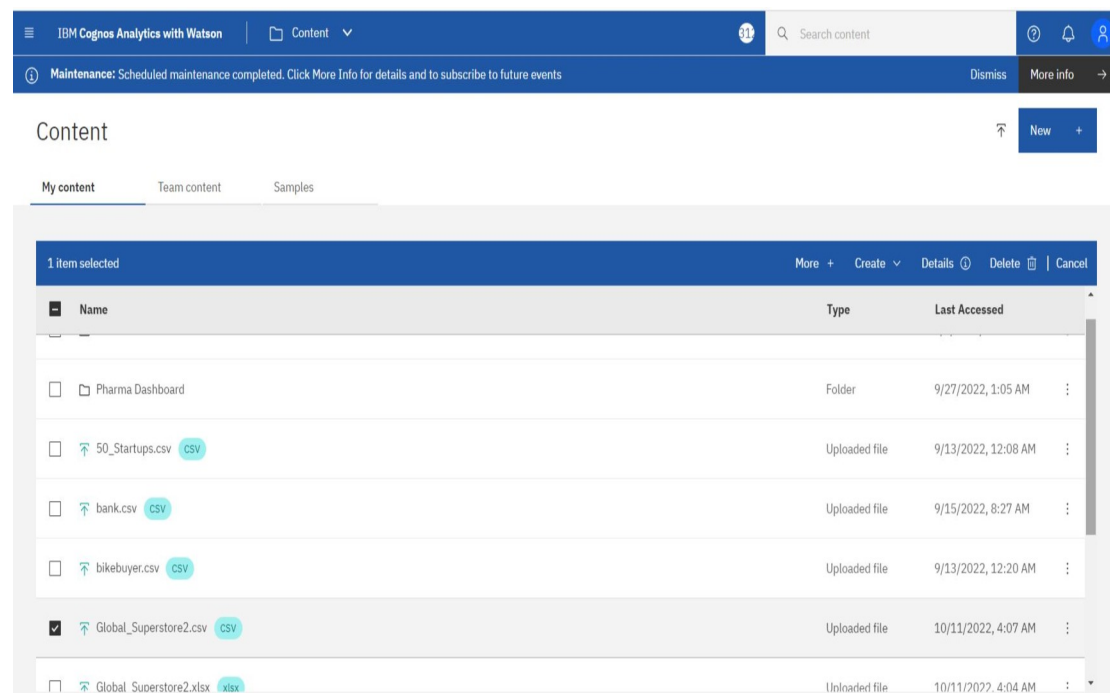 IBM Cognos Analytics with Watson Content Search content
Maintenance: Scheduled maintenance completed. Click More Info for details and to subscribe to future events Dismiss More info
Content New +
My content Team content Samples
1 item selected More + Create Details Delete Cancel
Name Type Last Accessed
Pharma Dashboard Folder 9/27/2022, 1:05 AM
50_Startups.csv CSV Uploaded file 9/13/2022, 12:08 AM
bank.csv CSV Uploaded file 9/15/2022, 8:27 AM
bikebuyer.csv CSV Uploaded file 9/13/2022, 12:20 AM
Global_Superstore2.csv CSV Uploaded file 10/11/2022, 4:07 AM
Global_Superstore2.xlsx xlsx Uploaded file 10/11/2022, 4:04 AM